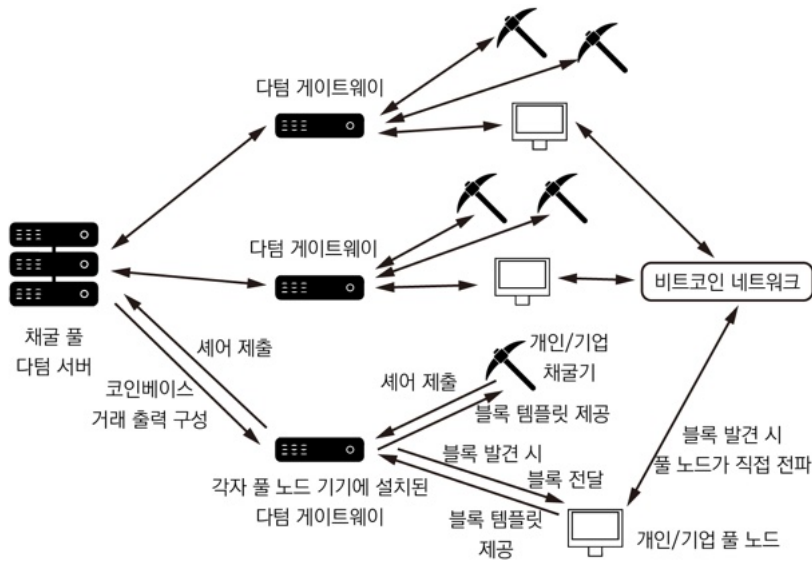 다텀 게이트웨이
다텀 게이트웨이
비트코인 네트워크
채굴 풀
다텀 서버
셰어 제출
코인베이스
거래 출력 구성
개인/기업
채굴기
셰어 제출
블록 템플릿 제공
블록 발견 시
블록 전달
블록 발견 시
풀 노드가 직접 전파
각자 풀 노드 기기에 설치된
다텀 게이트웨이
블록 템플릿
제공
개인/기업 풀 노드